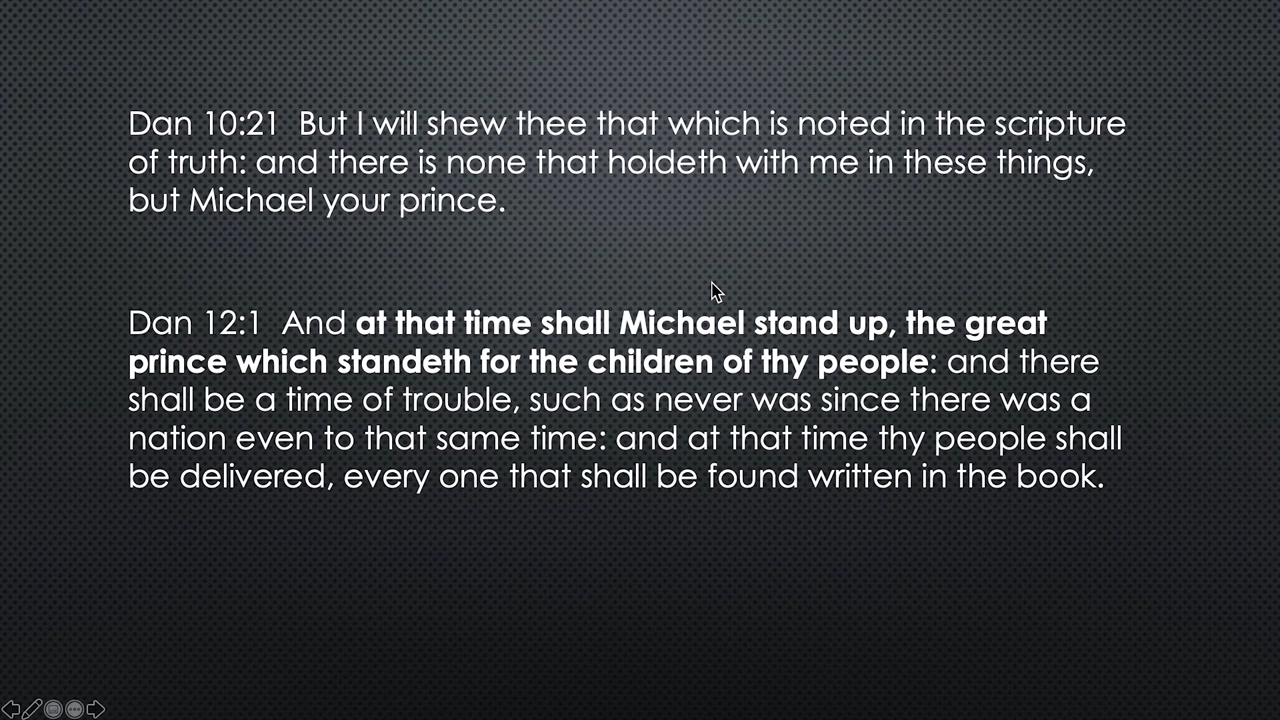 Dan 10:21  But I will shew thee that which is noted in the scripture
of truth: and there is none that holdeth with me in these things,
but Michael your prince.
Dan 12:1  And at that time shall Michael stand up, the great
prince which standeth for the children of thy people: and there
shall be a time of trouble, such as never was since there was a
nation even to that same time: and at that time thy people shall
be delivered, every one that shall be found written in the book.